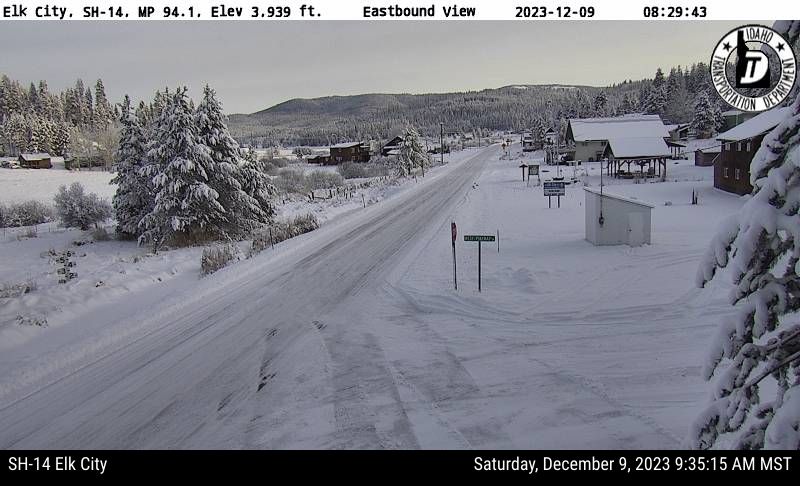 Elk City, SH-14, MP 94.1, Elev 3,939 ft. Eastbound View 2023-12-09 08:29:43
IDAHO
TRANSPORTATION DEPARTMENT
SH-14 Elk City Saturday, December 9, 2023 9:35:15 AM MST